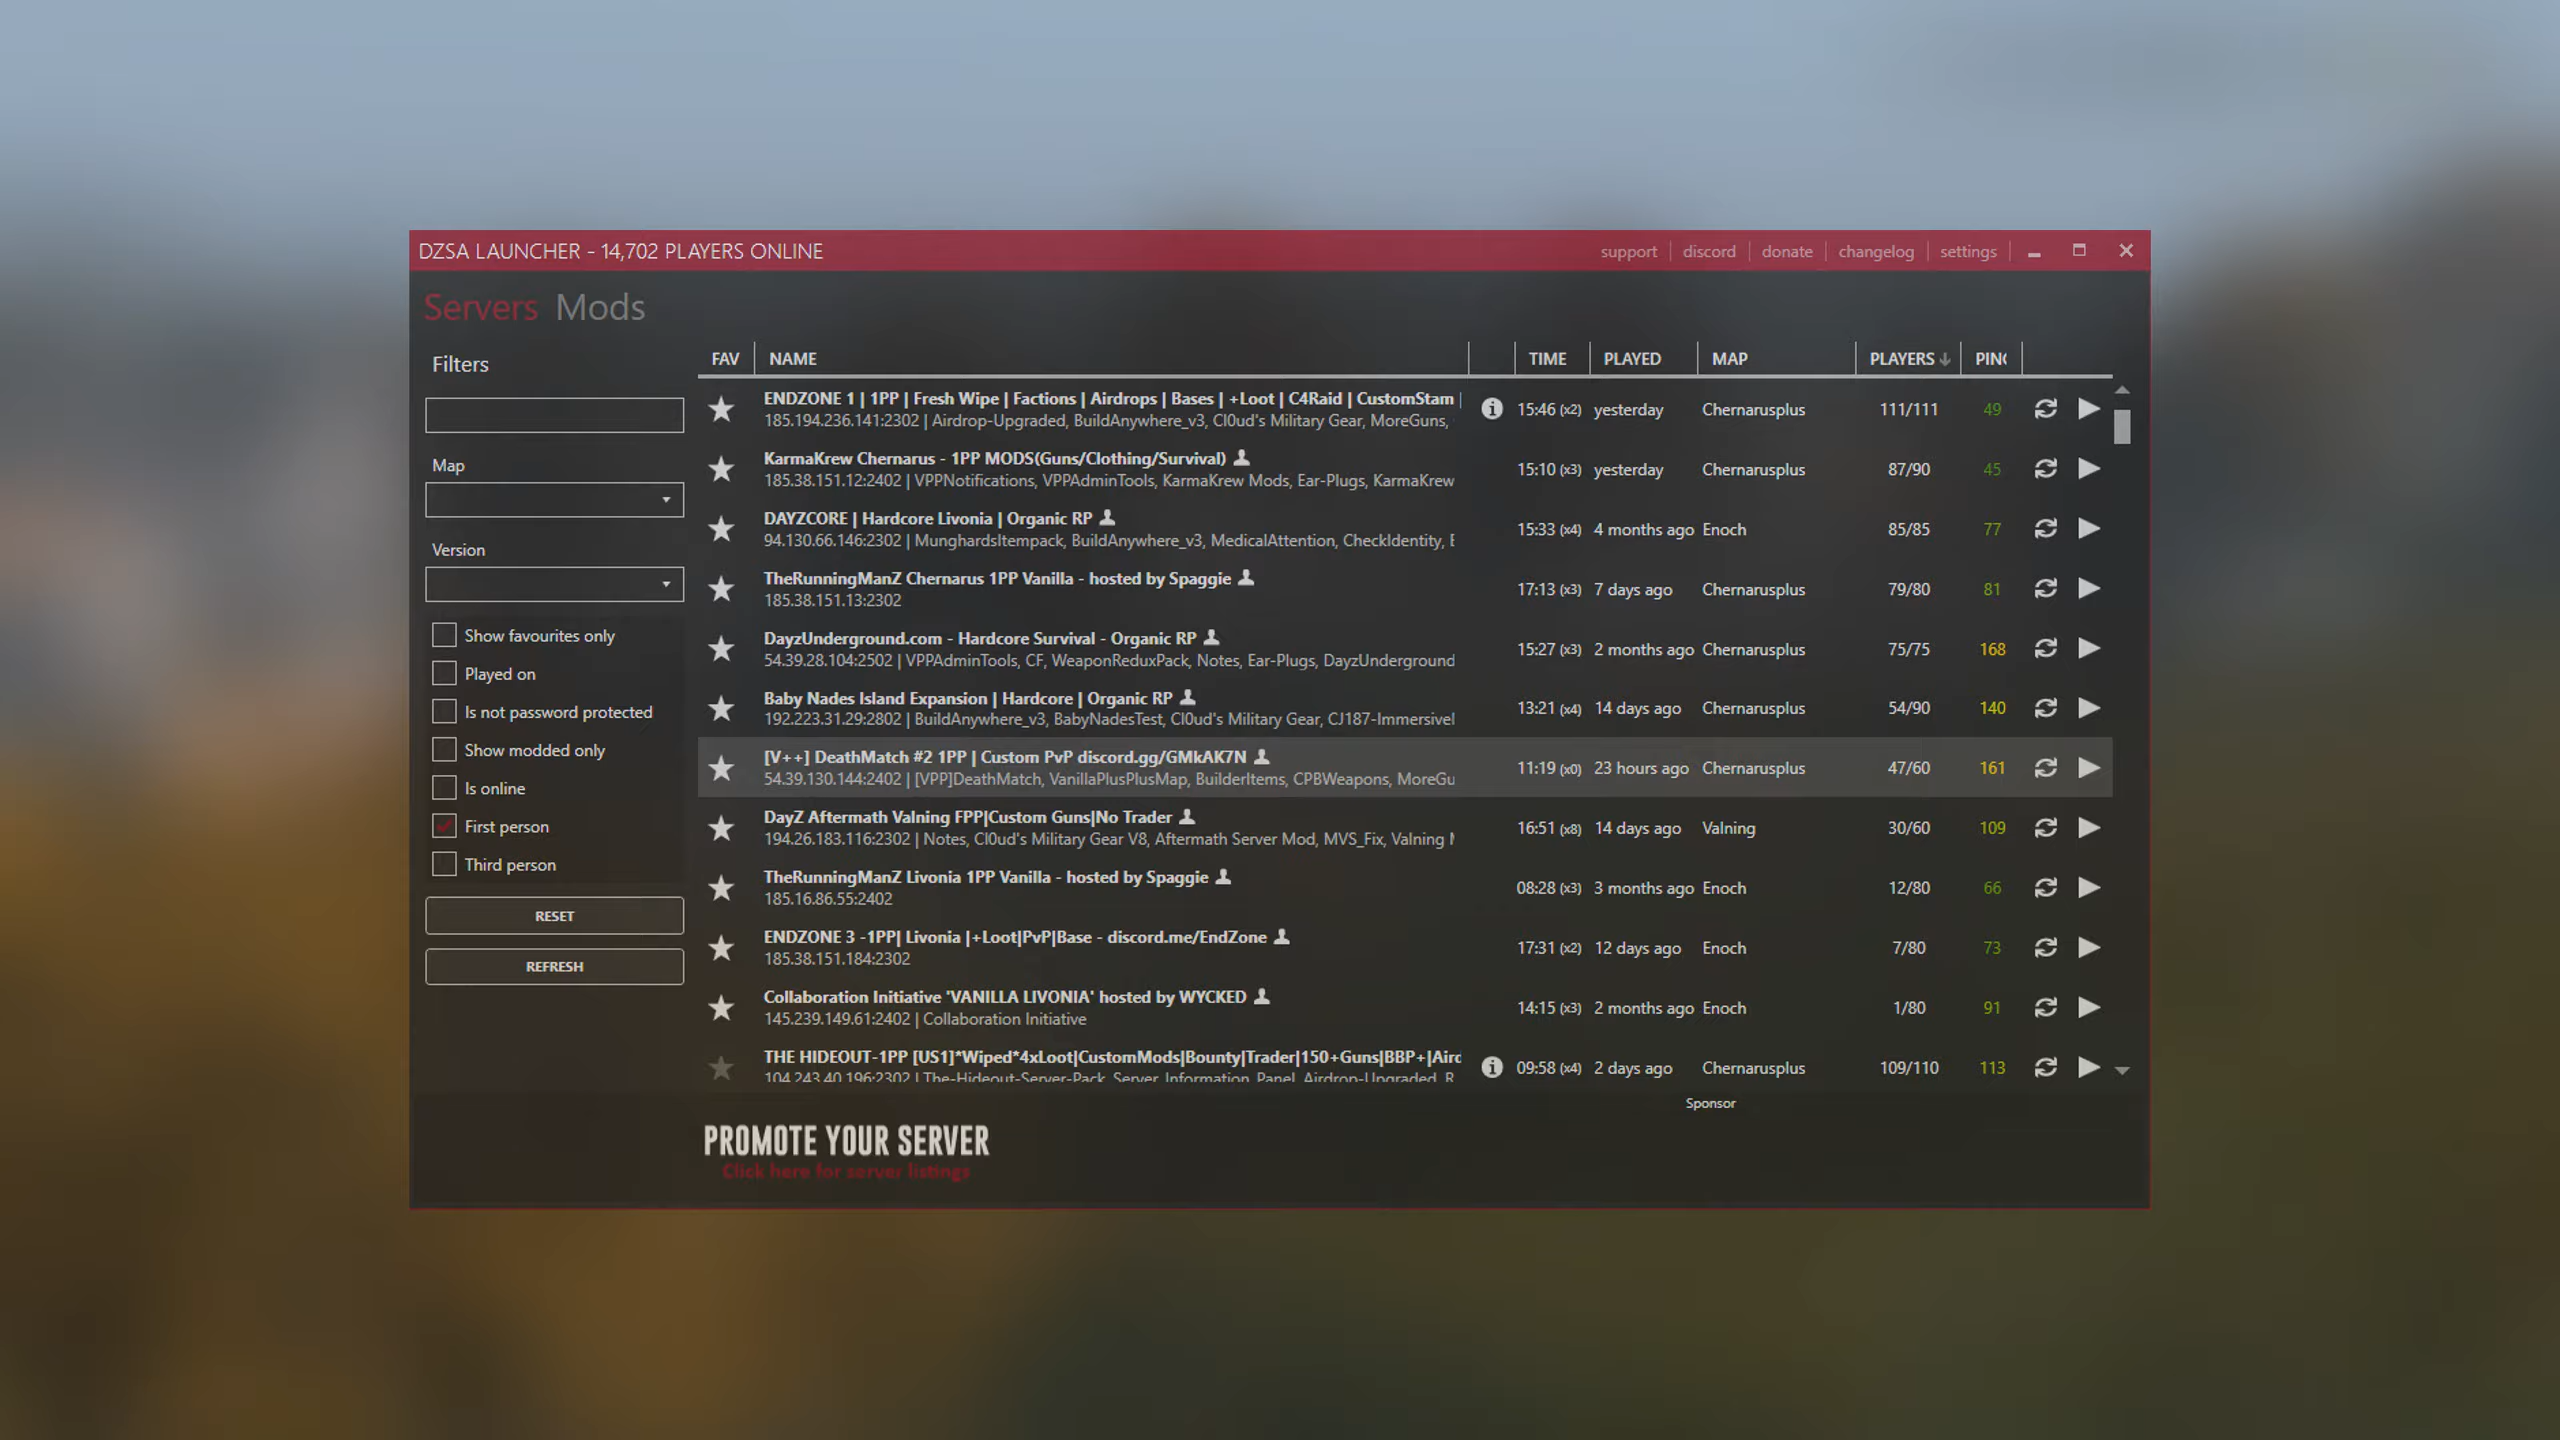 DZSA LAUNCHER - 14,702 PLAYERS ONLINE
support discord donate changelog settings
Servers Mods
Filters
Map
Version
Show favourites only
Played on
Is not password protected
Show modded only
Is online
First person
Third person
RESET
REFRESH
FAV NAME TIME PLAYED MAP PLAYERS PING
ENDZONE 1 | 1PP | Fresh Wipe | Factions | Airdrops | Bases | +Loot | C4Raid | CustomStam |
185.194.236.141:2302 | Airdrop-Upgraded, BuildAnywhere_v3, Cl0ud's Military Gear, MoreGuns,
15:46 (x2) yesterday Chernarusplus 111/111 49
KarmaKrew Chernarus - 1PP MODS(Guns/Clothing/Survival)
185.38.151.12:2402 | VPPNotifications, VPPAdminTools, KarmaKrew Mods, Ear-Plugs, KarmaKrew
15:10 (x3) yesterday Chernarusplus 87/90 45
DAYZCORE | Hardcore Livonia | Organic RP
94.130.66.146:2302 | MunghardsItempack, BuildAnywhere_v3, MedicalAttention, CheckIdentity,
15:33 (x4) 4 months ago Enoch 85/85 77
TheRunningManZ Chernarus 1PP Vanilla - hosted by Spaggie
185.38.151.13:2302
17:13 (x3) 7 days ago Chernarusplus 79/80 81
DayzUnderground.com - Hardcore Survival - Organic RP
54.39.28.104:2502 | VPPAdminTools, CF, WeaponReduxPack, Notes, Ear-Plugs, DayzUnderground
15:27 (x3) 2 months ago Chernarusplus 75/75 168
Baby Nades Island Expansion | Hardcore | Organic RP
192.223.31.29:2802 | BuildAnywhere_v3, BabyNadesTest, Cl0ud's Military Gear, CJ187-Immersivel
13:21 (x4) 14 days ago Chernarusplus 54/90 140
[V++] DeathMatch #2 1PP | Custom PvP discord.gg/GMkAK7N
54.39.130.144:2402 | [VPP]DeathMatch, VanillaPlusPlusMap, BuilderItems, CPBWeapons, MoreGu
11:19 (x0) 23 hours ago Chernarusplus 47/60 161
DayZ Aftermath Valning FPP|Custom Guns|No Trader
194.26.183.116:2302 | Notes, Cl0ud's Military Gear V8, Aftermath Server Mod, MVS_Fix, Valning
16:51 (x8) 14 days ago Valning 30/60 109
TheRunningManZ Livonia 1PP Vanilla - hosted by Spaggie
185.16.86.55:2402
08:28 (x3) 3 months ago Enoch 12/80 66
ENDZONE 3 -1PP| Livonia |+Loot|PvP|Base - discord.me/EndZone
185.38.151.184:2302
17:31 (x2) 12 days ago Enoch 7/80 73
Collaboration Initiative 'VANILLA LIVONIA' hosted by WYCKED
145.239.149.61:2402 | Collaboration Initiative
14:15 (x3) 2 months ago Enoch 1/80 91
THE HIDEOUT-1PP [US1]*Wiped*4xLoot|CustomMods|Bounty|Trader|150+Guns|BBP+|Aird
104.243.40.196:2302 | The-Hideout-Server-Pack, Server_Information_Panel, Airdrop-Upgraded, R
09:58 (x4) 2 days ago Chernarusplus 109/110 113
Sponsor
PROMOTE YOUR SERVER
Click here for server listings